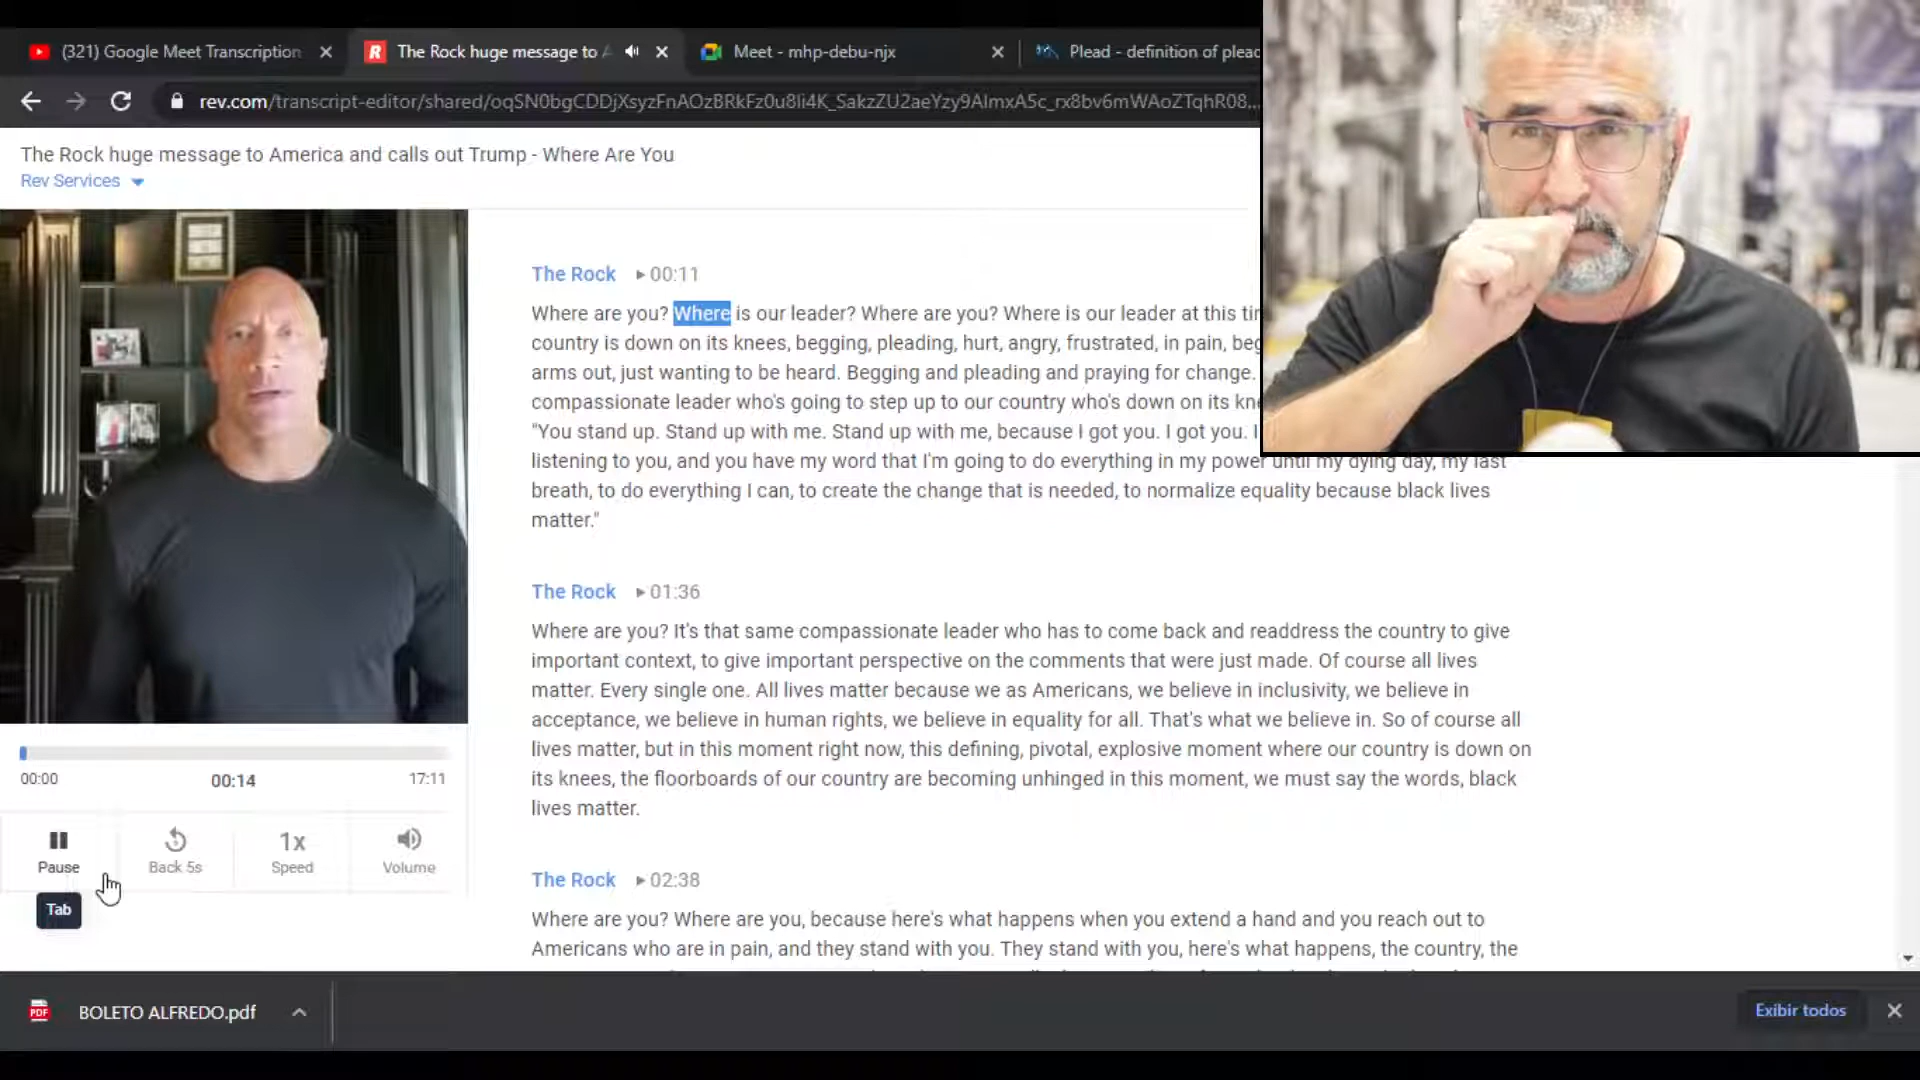 (321) Google Meet Transcription
The Rock huge message to
Meet - mhp-debu-njx
Plead - definition of plead
rev.com/transcript-editor/shared/oqSN0bgCDDjXsyzFnAOzBRkFz0u8li4K_SakzZU2aeYzy9AlmxA5c_rx8bv6mWAoZTqhR08...
The Rock huge message to America and calls out Trump - Where Are You
Rev Services
The Rock 00:11
Where are you? Where is our leader? Where are you? Where is our leader at this
country is down on its knees, begging, pleading, hurt, angry, frustrated, in pain,
arms out, just wanting to be heard. Begging and pleading and praying for change.
compassionate leader who's going to step up to our country who's down on its
"You stand up. Stand up with me. Stand up with me, because I got you. I got you. I
listening to you, and you have my word that I'm going to do everything in my power until my dying day, my last
breath, to do everything I can, to create the change that is needed, to normalize equality because black lives
matter."
The Rock 01:36
Where are you? It's that same compassionate leader who has to come back and readdress the country to give
important context, to give important perspective on the comments that were just made. Of course all lives
matter. Every single one. All lives matter because we as Americans, we believe in inclusivity, we believe in
acceptance, we believe in human rights, we believe in equality for all. That's what we believe in. So of course all
lives matter, but in this moment right now, this defining, pivotal, explosive moment where our country is down on
its knees, the floorboards of our country are becoming unhinged in this moment, we must say the words, black
lives matter.
The Rock 02:38
Where are you? Where are you, because here's what happens when you extend a hand and you reach out to
Americans who are in pain, and they stand with you. They stand with you, here's what happens, the country, the
00:00
00:14
17:11
Pause
Back 5s
1x
Speed
Volume
Tab
PDF
BOLETO ALFREDO.pdf
Exibir todos